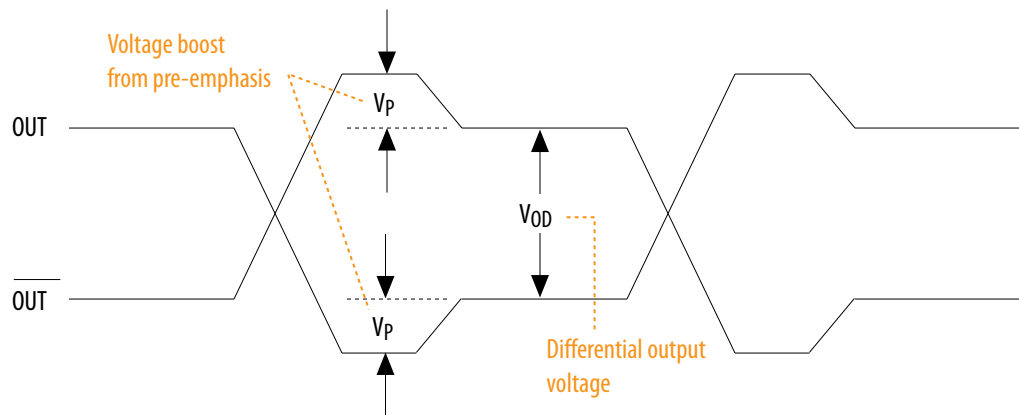 Voltage boost
from pre-emphasis
VP
OUT
VOD
OUT
VP
Differential output
voltage